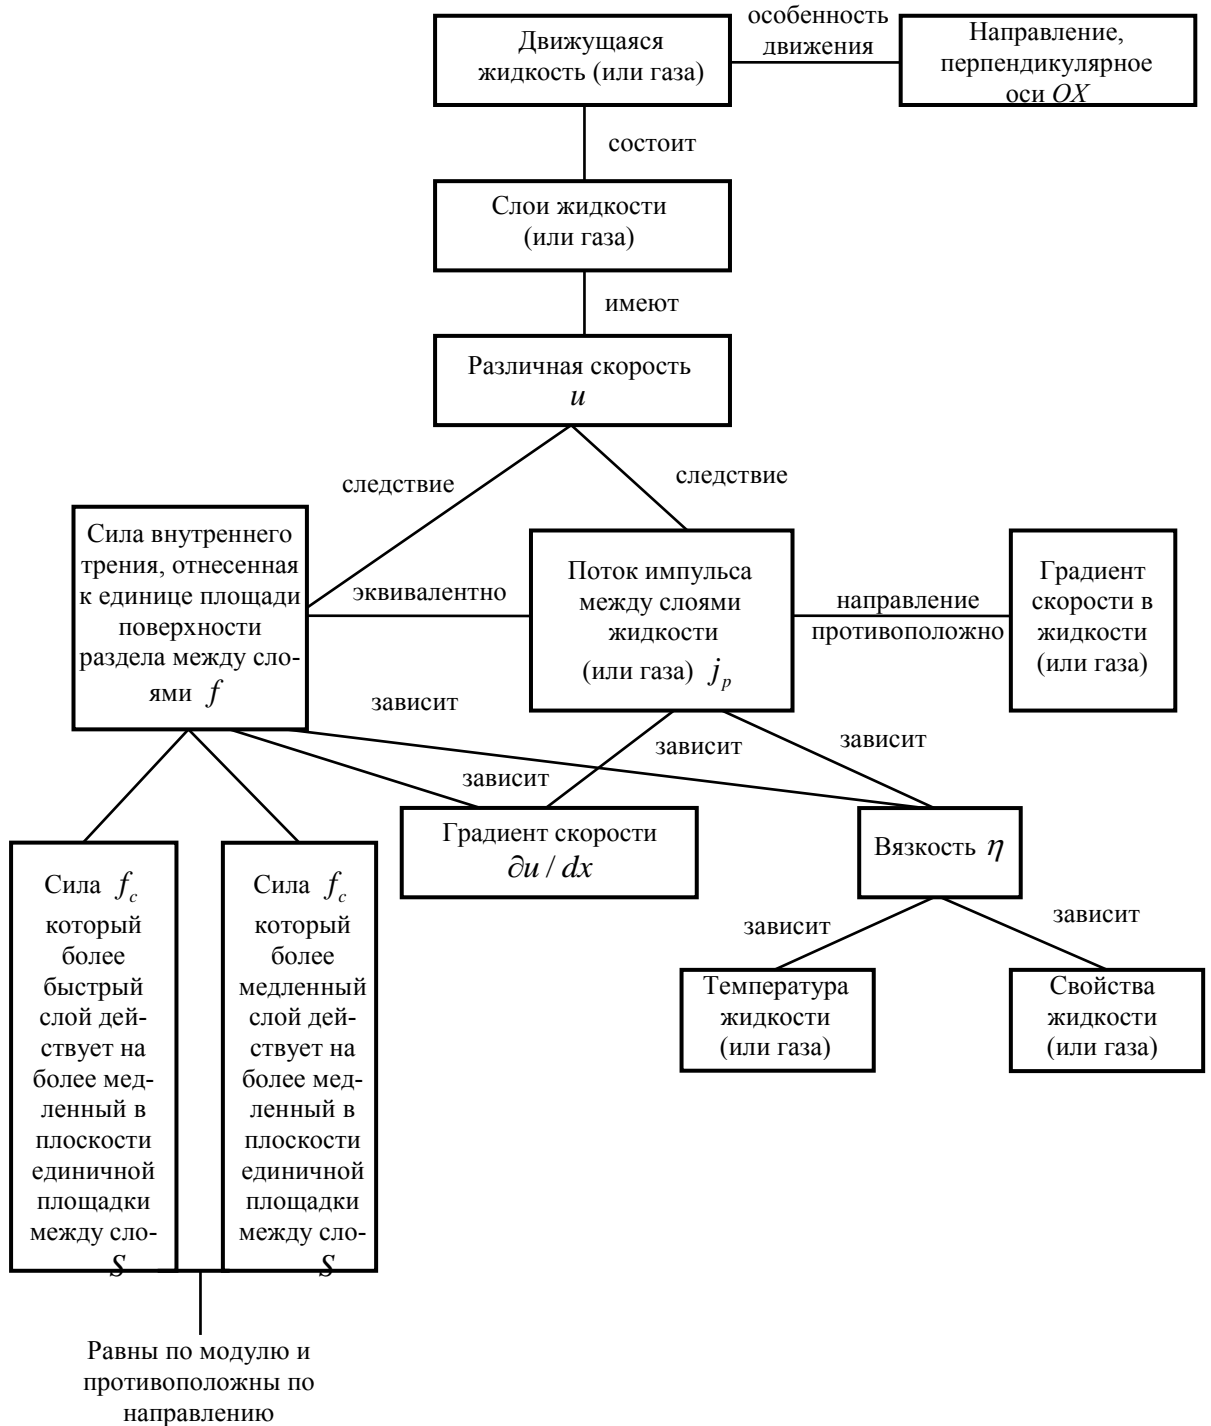 Движущаяся
жидкость (или газа)
особенность
движения
Направление,
перпендикулярное
оси OX
состоит
Слои жидкости
(или газа)
имеют
Различная скорость
u
следствие
следствие
Сила внутреннего
трения, отнесенная
к единице площади
поверхности
раздела между сло-
ями f
эквивалентно
Поток импульса
между слоями
жидкости
(или газа) j_p
направление
противоположно
Градиент
скорости в
жидкости
(или газа)
зависит
зависит
зависит
зависит
Градиент скорости
∂u / dx
Вязкость η
зависит
зависит
Температура
жидкости
(или газа)
Свойства
жидкости
(или газа)
Сила f_c
который
более
быстрый
слой дей-
ствует на
более мед-
ленный в
плоскости
единичной
площадки
между сло-
S
Сила f_c
который
более
медленный
слой дей-
ствует на
более мед-
ленный в
плоскости
единичной
площадки
между сло-
S
Равны по модулю и
противоположны по
направлению